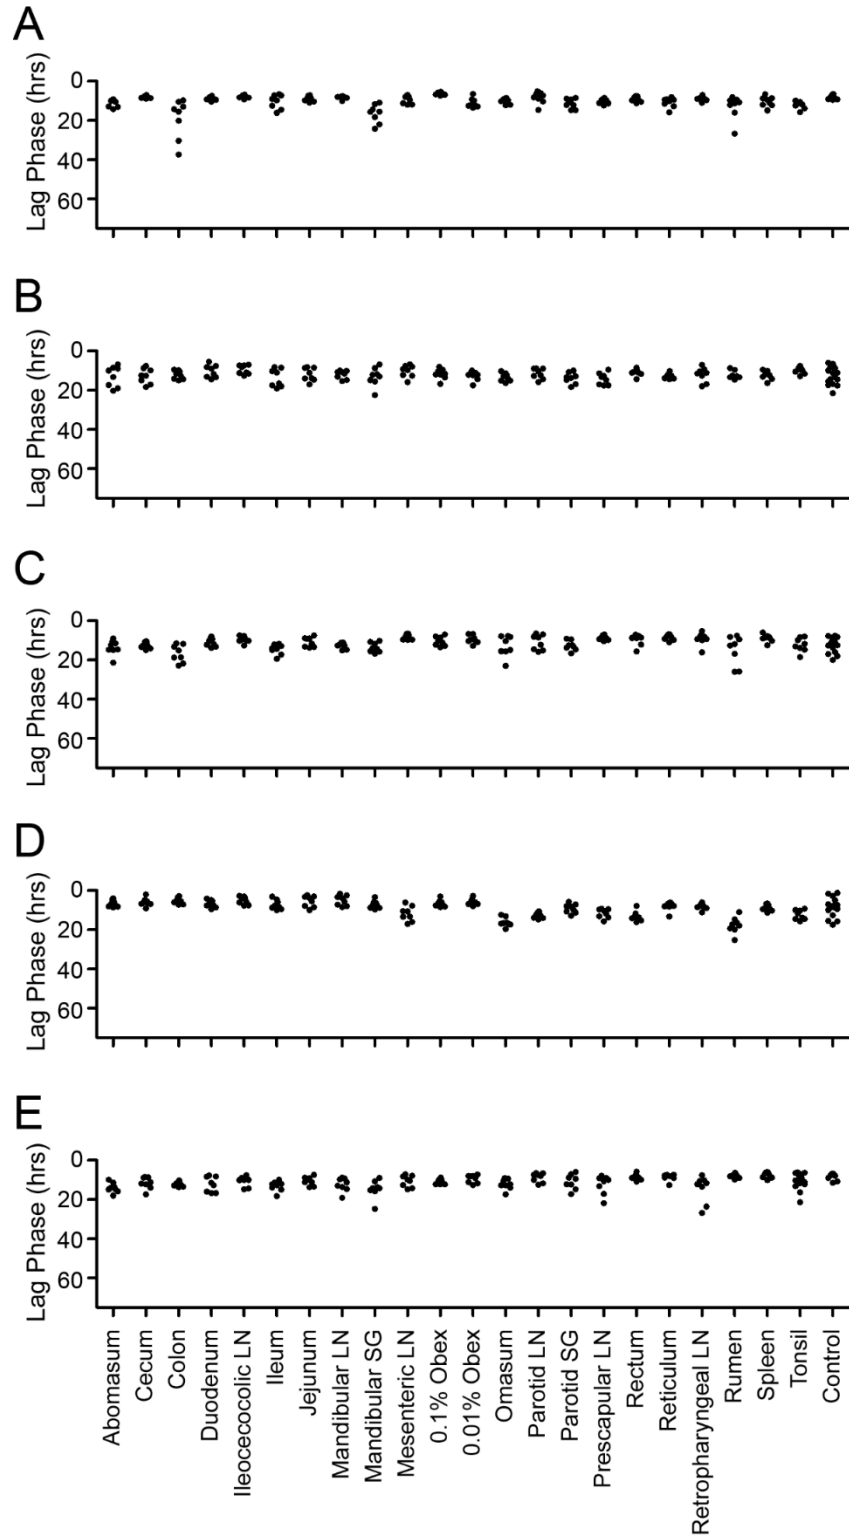 A
Lag Phase (hrs)
0
20
40
60
B
Lag Phase (hrs)
0
20
40
60
C
Lag Phase (hrs)
0
20
40
60
D
Lag Phase (hrs)
0
20
40
60
E
Lag Phase (hrs)
0
20
40
60
Abomasum
Cecum
Colon
Duodenum
Ileocecocolic LN
Ileum
Jejunum
Mandibular LN
Mandibular SG
Mesenteric LN
0.1% Obex
0.01% Obex
Omasum
Parotid LN
Parotid SG
Prescapular LN
Rectum
Reticulum
Retropharyngeal LN
Rumen
Spleen
Tonsil
Control